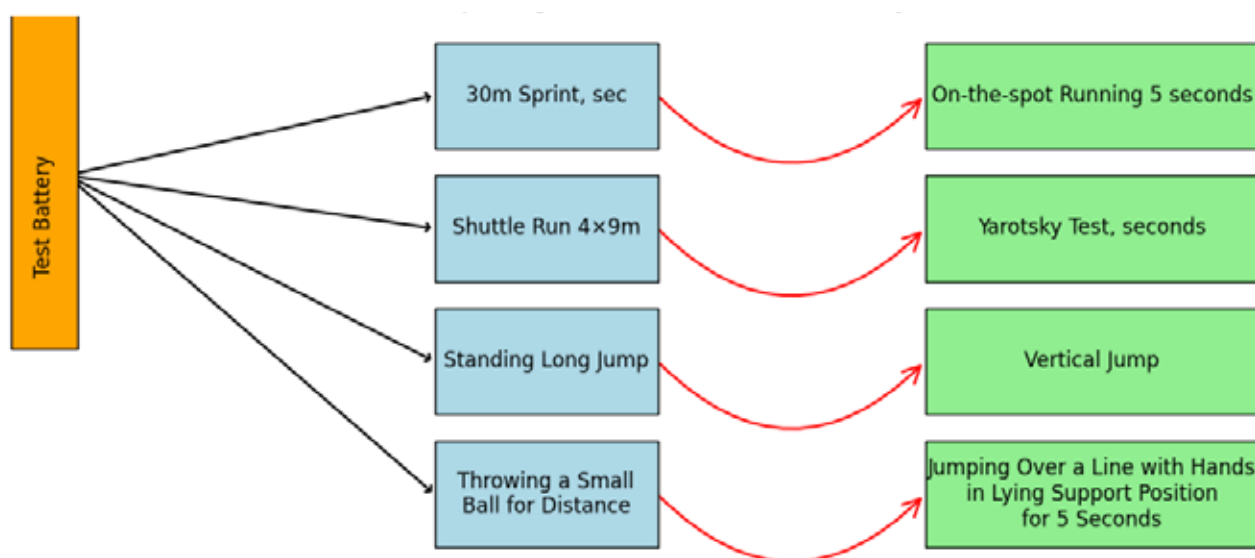 Test Battery
30m Sprint, sec
On-the-spot Running 5 seconds
Shuttle Run 4×9m
Yarotsky Test, seconds
Standing Long Jump
Vertical Jump
Throwing a Small
Ball for Distance
Jumping Over a Line with Hands
in Lying Support Position
for 5 Seconds